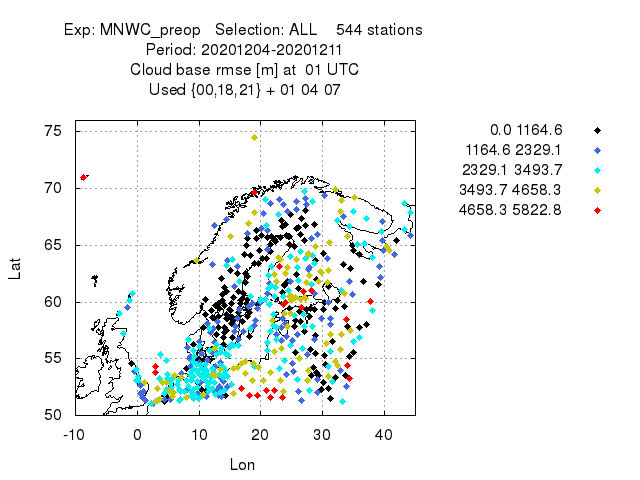 Exp: MNWC_preop   Selection: ALL    544 stations
Period: 20201204-20201211
Cloud base rmse [m] at  01 UTC
Used {00,18,21} + 01 04 07
0.0 1164.6
1164.6 2329.1
2329.1 3493.7
3493.7 4658.3
4658.3 5822.8
75
70
65
60
55
50
Lat
-10 0 10 20 30 40
Lon